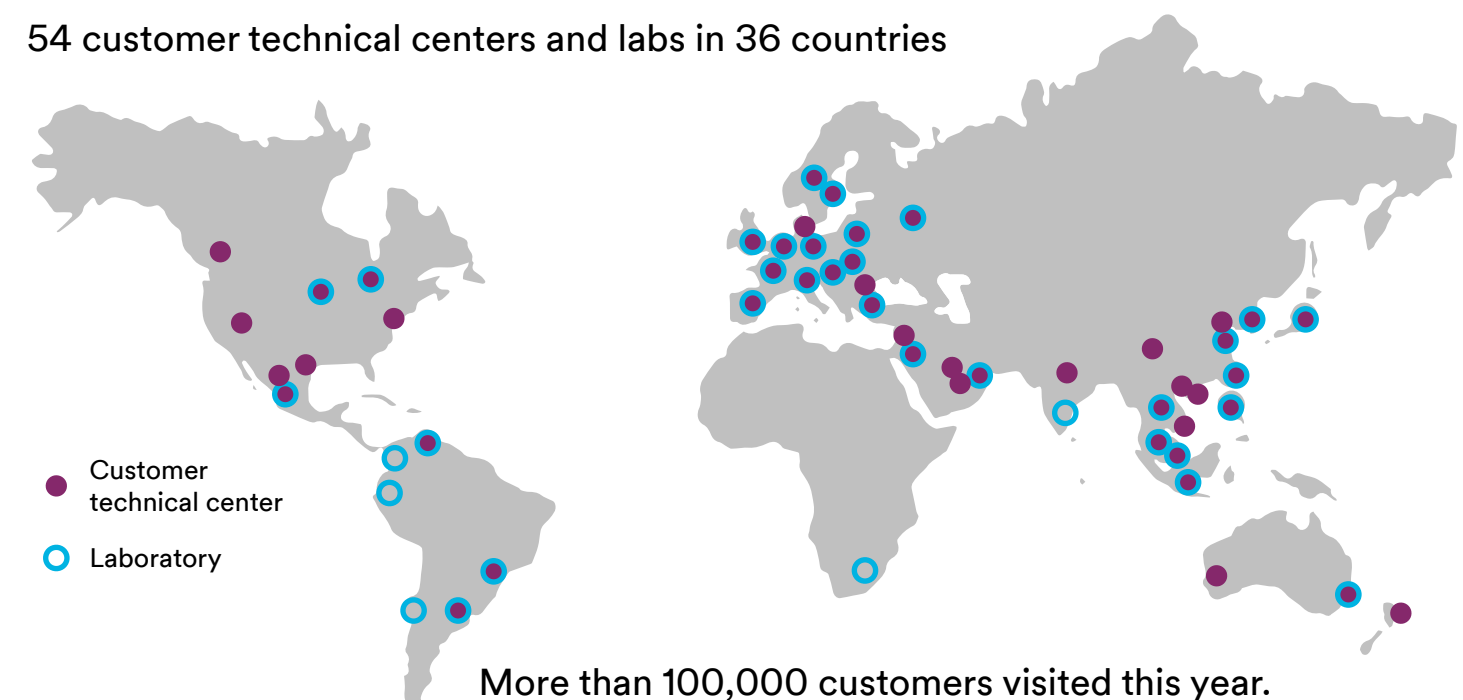 54 customer technical centers and labs in 36 countries
Customer
technical center
Laboratory
More than 100,000 customers visited this year.